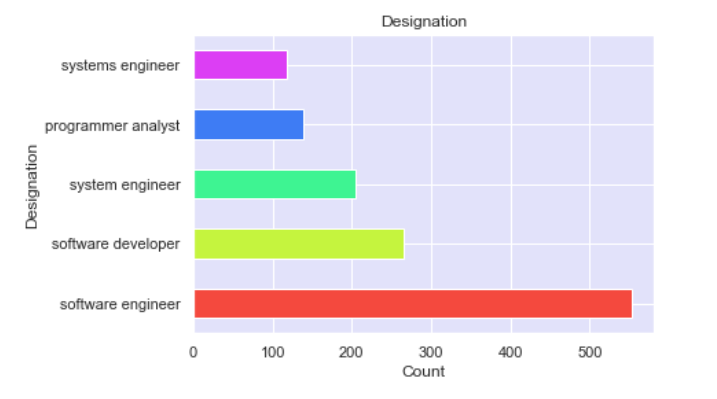 Designation
systems engineer
programmer analyst
system engineer
software developer
software engineer
Designation
0 100 200 300 400 500
Count